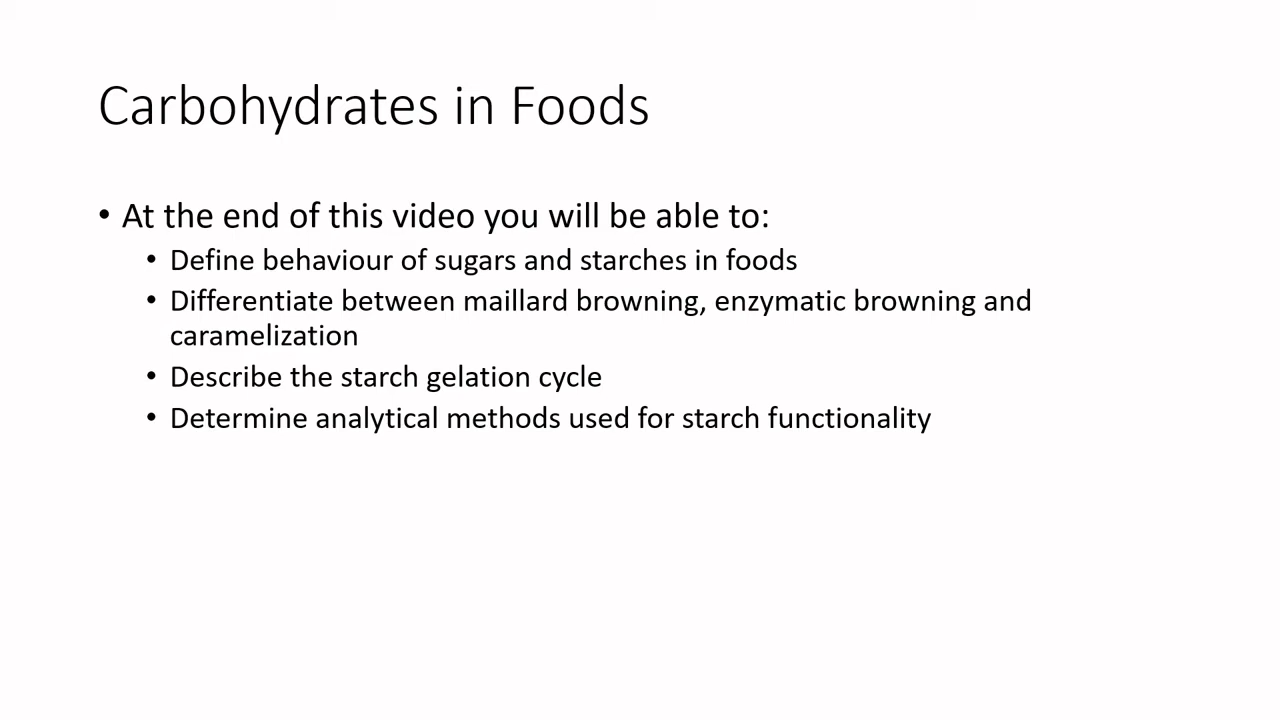 Carbohydrates in Foods
• At the end of this video you will be able to:
• Define behaviour of sugars and starches in foods
• Differentiate between maillard browning, enzymatic browning and
caramelization
• Describe the starch gelation cycle
• Determine analytical methods used for starch functionality